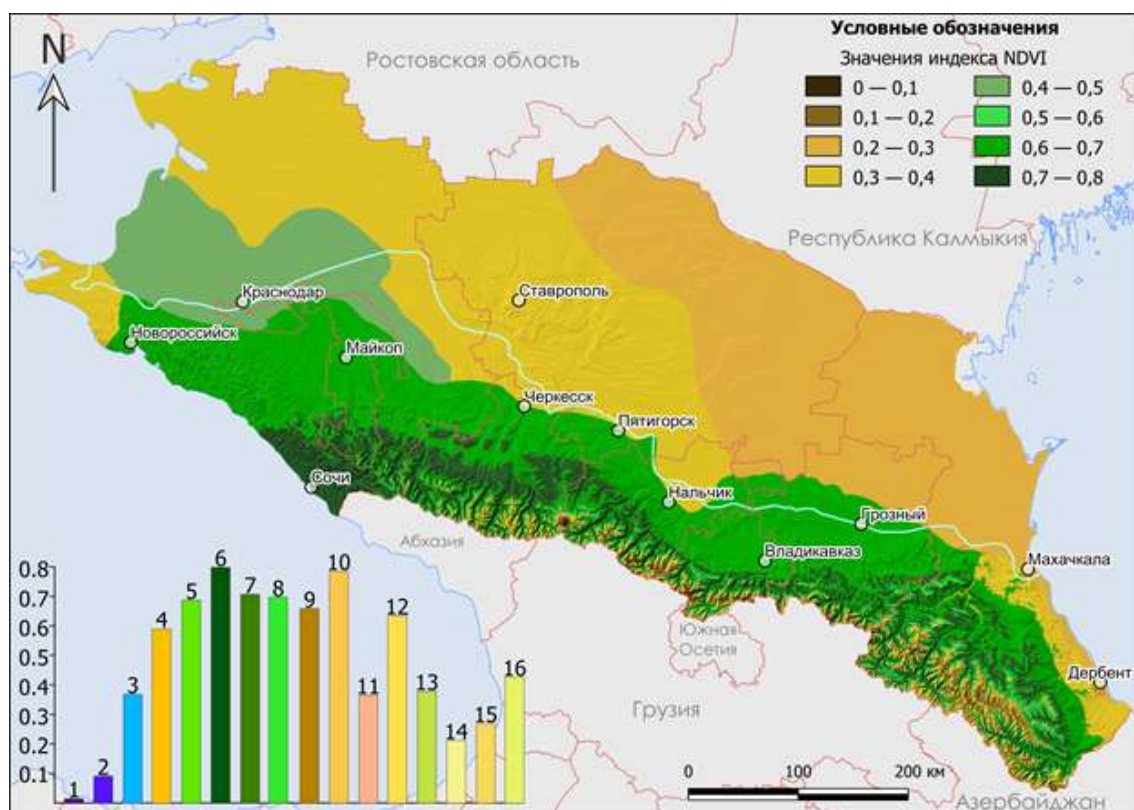 N
Ростовская область
Условные обозначения
Значения индекса NDVI
0 — 0,1
0,4 — 0,5
0,1 — 0,2
0,5 — 0,6
0,2 — 0,3
0,6 — 0,7
0,3 — 0,4
0,7 — 0,8
Республика Калмыкия
Краснодар
Ставрополь
Новороссийск
Майкоп
Черкесск
Пятигорск
Сочи
Нальчик
Грозный
Абхазия
Владикавказ
Махачкала
Южная
Осетия
Дербент
Грузия
Азербайджан
0 100 200 км
0.8
0.7
0.6
0.5
0.4
0.3
0.2
0.1
1
2
3
4
5
6
7
8
9
10
11
12
13
14
15
16